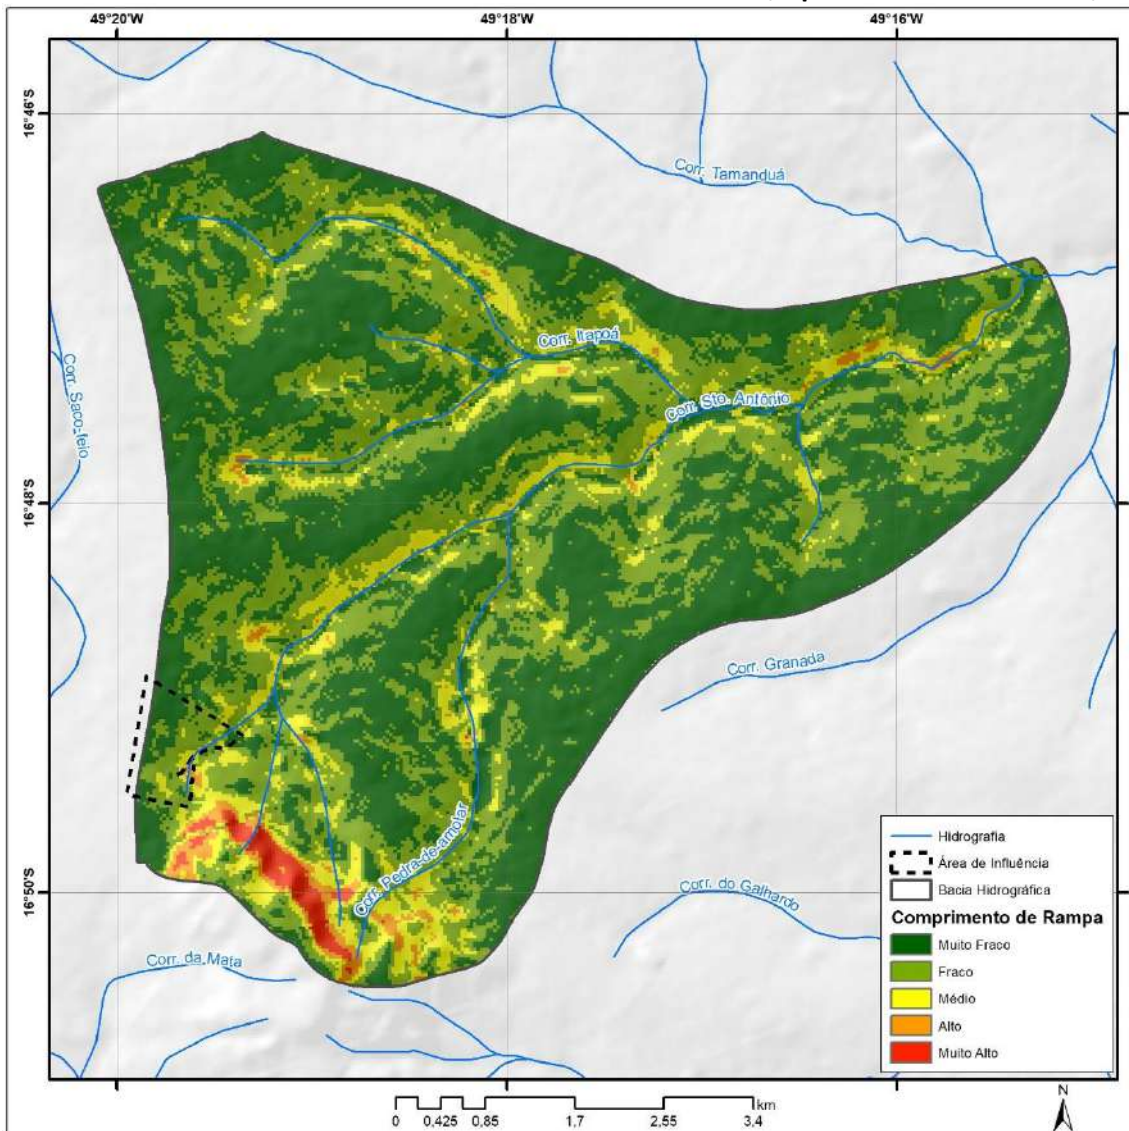 49°20'W
49°18'W
49°16'W
16°46'S
16°48'S
16°50'S
Corr. Tamanduá
Corr. Itapoá
Corr. Sto. Antônio
Corr. Saco-feio
Corr. Granada
Corr. Pedra-de-amolar
Corr. do Galhardo
Corr. da Mata
Hidrografia
Área de Influência
Bacia Hidrográfica
Comprimento de Rampa
Muito Fraco
Fraco
Médio
Alto
Muito Alto
N
km
0 0,425 0,85 1,7 2,55 3,4